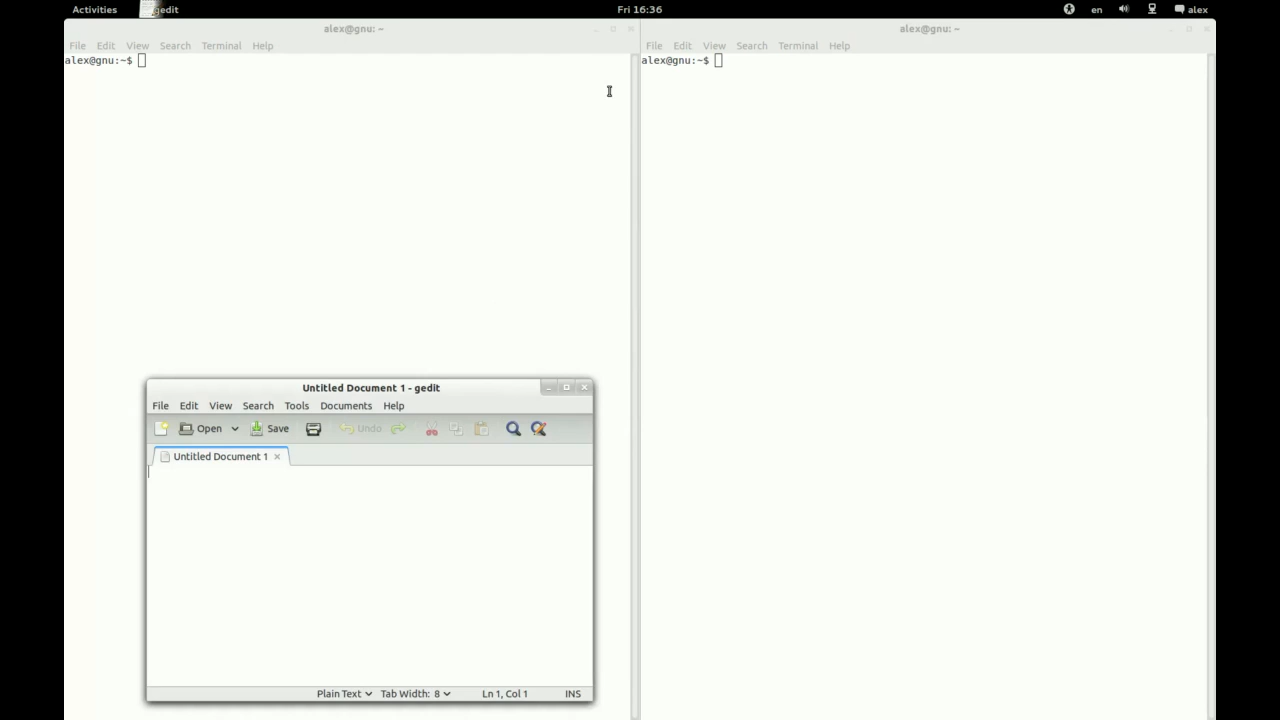 Activities gedit Fri 16:36 en alex
alex@gnu: ~
File Edit View Search Terminal Help
alex@gnu:~$
alex@gnu: ~
File Edit View Search Terminal Help
alex@gnu:~$
Untitled Document 1 - gedit
File Edit View Search Tools Documents Help
Open Save Undo
Untitled Document 1
Plain Text Tab Width: 8 Ln 1, Col 1 INS